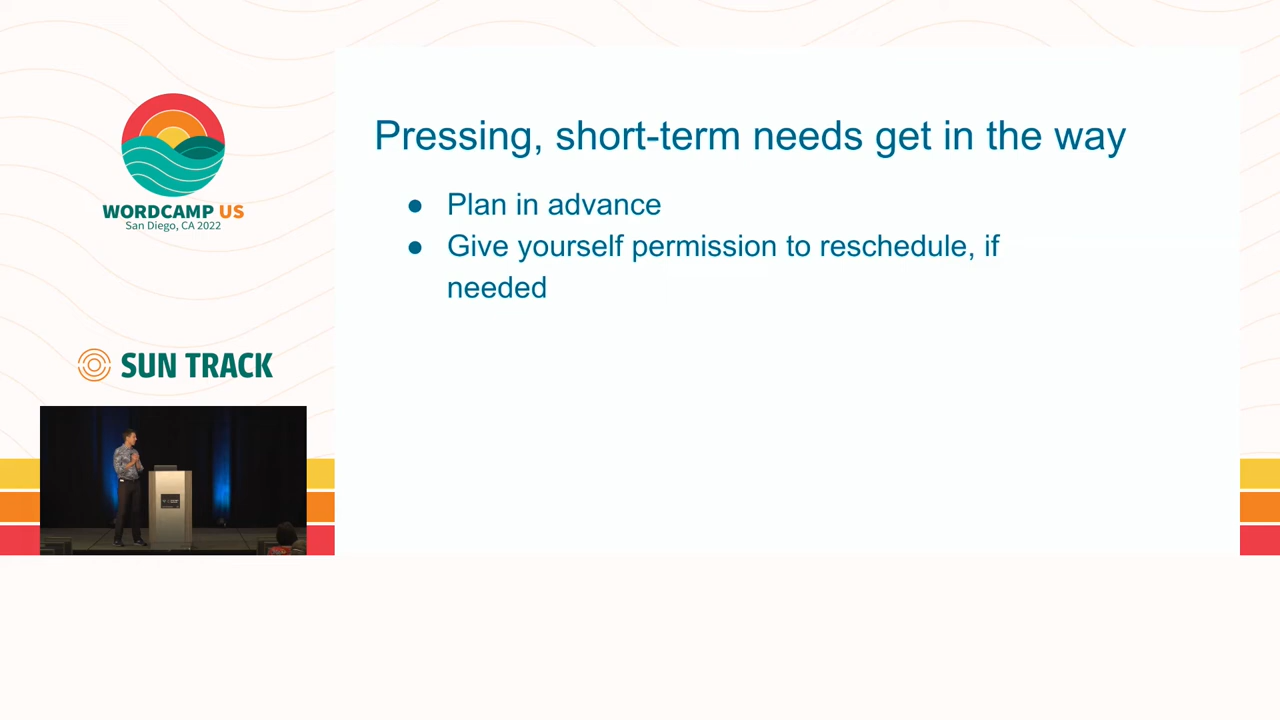 WORDCAMP US
San Diego, CA 2022
SUN TRACK
Pressing, short-term needs get in the way
● Plan in advance
● Give yourself permission to reschedule, if
needed